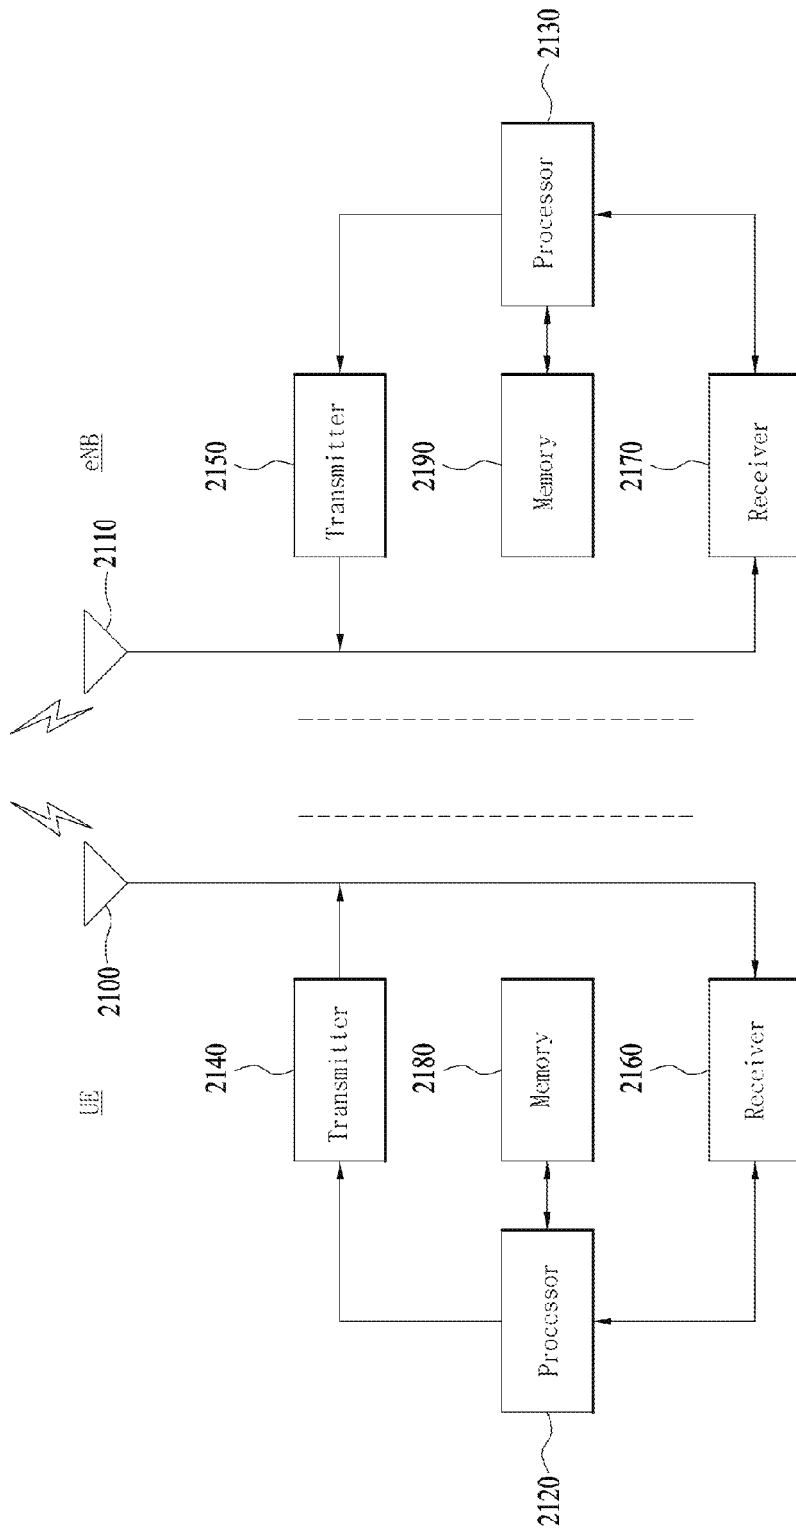 UE
eNB
2100
2110
2140
Transmitter
2150
Transmitter
2120
Processor
2180
Memory
2190
Memory
Processor
2130
2160
Receiver
2170
Receiver